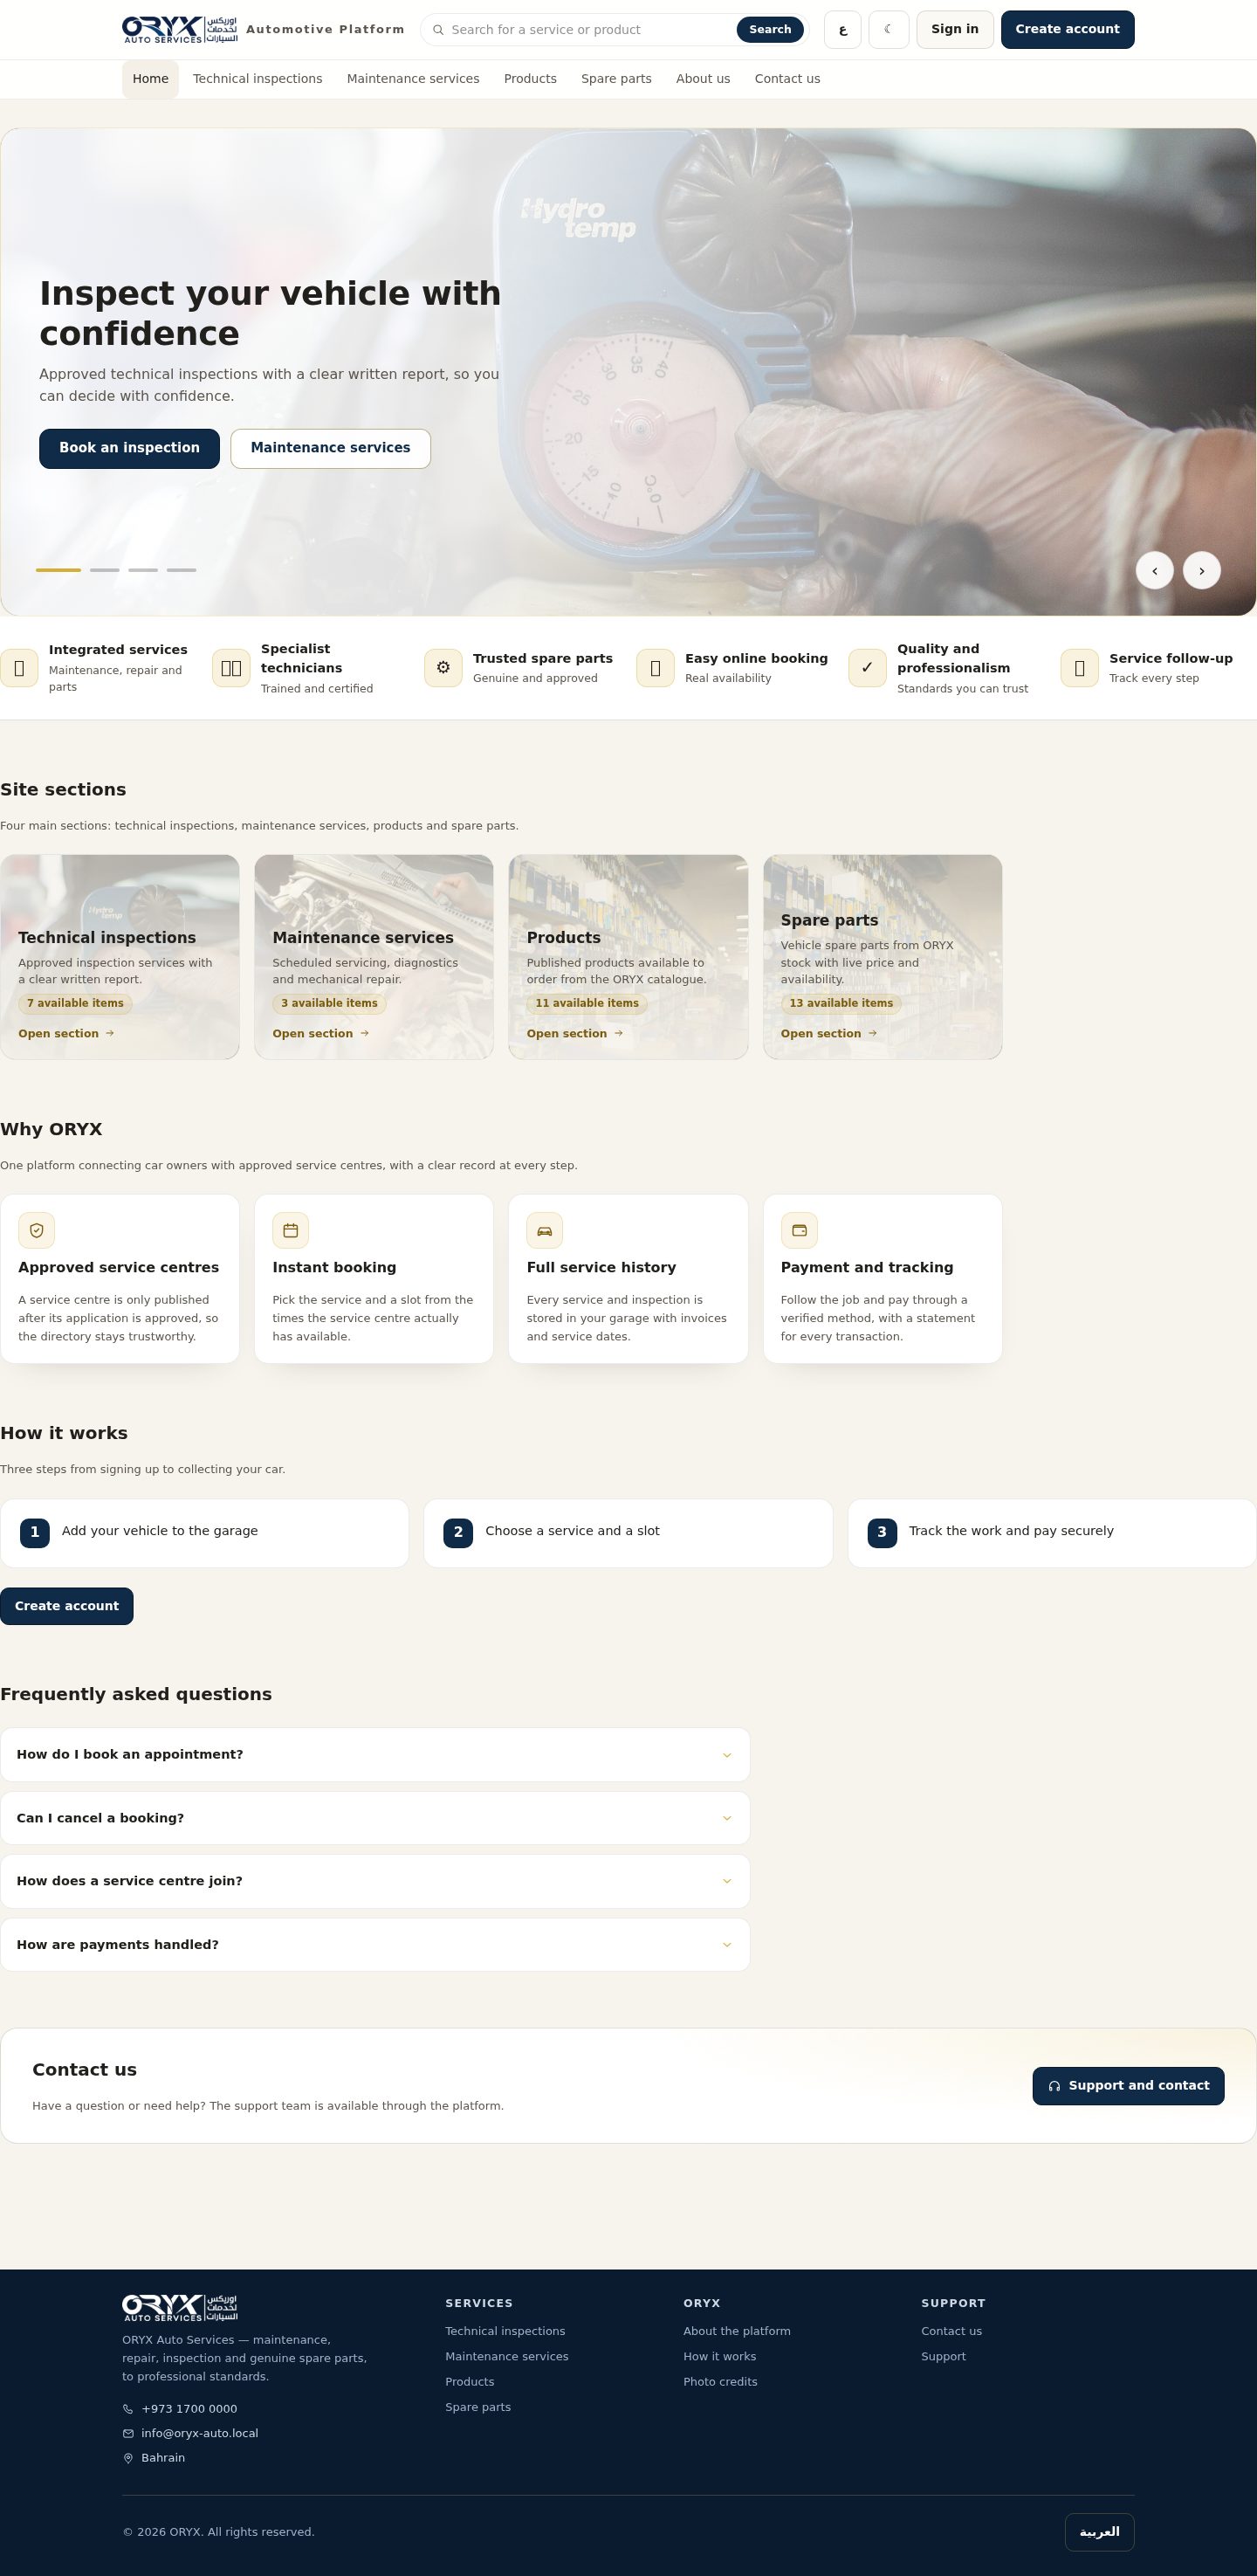 ORYX
AUTO SERVICES
اوريكس
لخدمات
السيارات
Automotive Platform
Search for a service or product
Search
ع
Sign in
Create account
Home
Technical inspections
Maintenance services
Products
Spare parts
About us
Contact us
Hydro
temp
Inspect your vehicle with
confidence
Approved technical inspections with a clear written report, so you
can decide with confidence.
Book an inspection
Maintenance services
40
35
30
20
15
10
°C
Integrated services
Maintenance, repair and
parts
Specialist
technicians
Trained and certified
Trusted spare parts
Genuine and approved
Easy online booking
Real availability
Quality and
professionalism
Standards you can trust
Service follow-up
Track every step
Site sections
Four main sections: technical inspections, maintenance services, products and spare parts.
Hydro
temp
Technical inspections
Approved inspection services with
a clear written report.
7 available items
Open section →
Maintenance services
Scheduled servicing, diagnostics
and mechanical repair.
3 available items
Open section →
Products
Published products available to
order from the ORYX catalogue.
11 available items
Open section →
Spare parts
Vehicle spare parts from ORYX
stock with live price and
availability.
13 available items
Open section →
Why ORYX
One platform connecting car owners with approved service centres, with a clear record at every step.
Approved service centres
A service centre is only published
after its application is approved, so
the directory stays trustworthy.
Instant booking
Pick the service and a slot from the
times the service centre actually
has available.
Full service history
Every service and inspection is
stored in your garage with invoices
and service dates.
Payment and tracking
Follow the job and pay through a
verified method, with a statement
for every transaction.
How it works
Three steps from signing up to collecting your car.
1 Add your vehicle to the garage
2 Choose a service and a slot
3 Track the work and pay securely
Create account
Frequently asked questions
How do I book an appointment?
Can I cancel a booking?
How does a service centre join?
How are payments handled?
Contact us
Have a question or need help? The support team is available through the platform.
Support and contact
ORYX
AUTO SERVICES
اوريكس
لخدمات
السيارات
ORYX Auto Services — maintenance,
repair, inspection and genuine spare parts,
to professional standards.
+973 1700 0000
info@oryx-auto.local
Bahrain
SERVICES
Technical inspections
Maintenance services
Products
Spare parts
ORYX
About the platform
How it works
Photo credits
SUPPORT
Contact us
Support
© 2026 ORYX. All rights reserved.
العربية